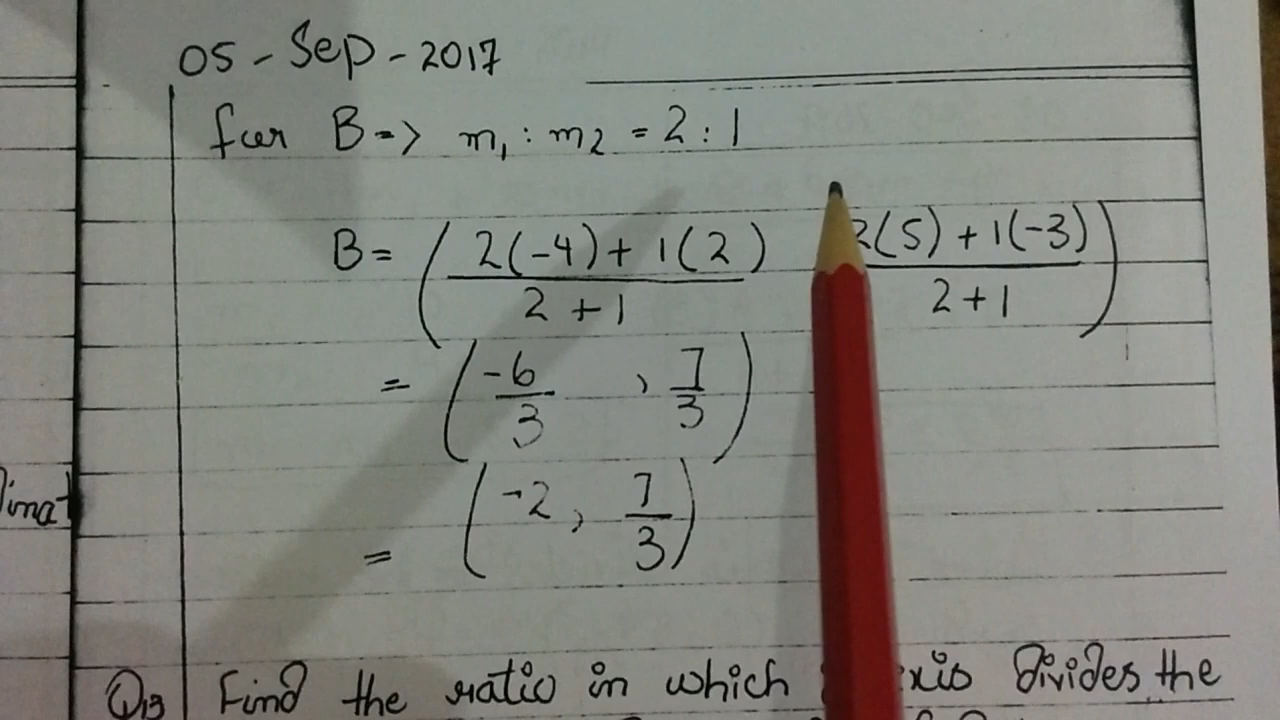 05 - Sep - 2017
for B => m₁ : m₂ = 2 : 1
B = ( 2(-4) + 1(2) / 2 + 1   2(5) + 1(-3) / 2 + 1 )
= ( -6/3 , 7/3 )
= ( -2 , 7/3 )
Find the ratio in which divides the